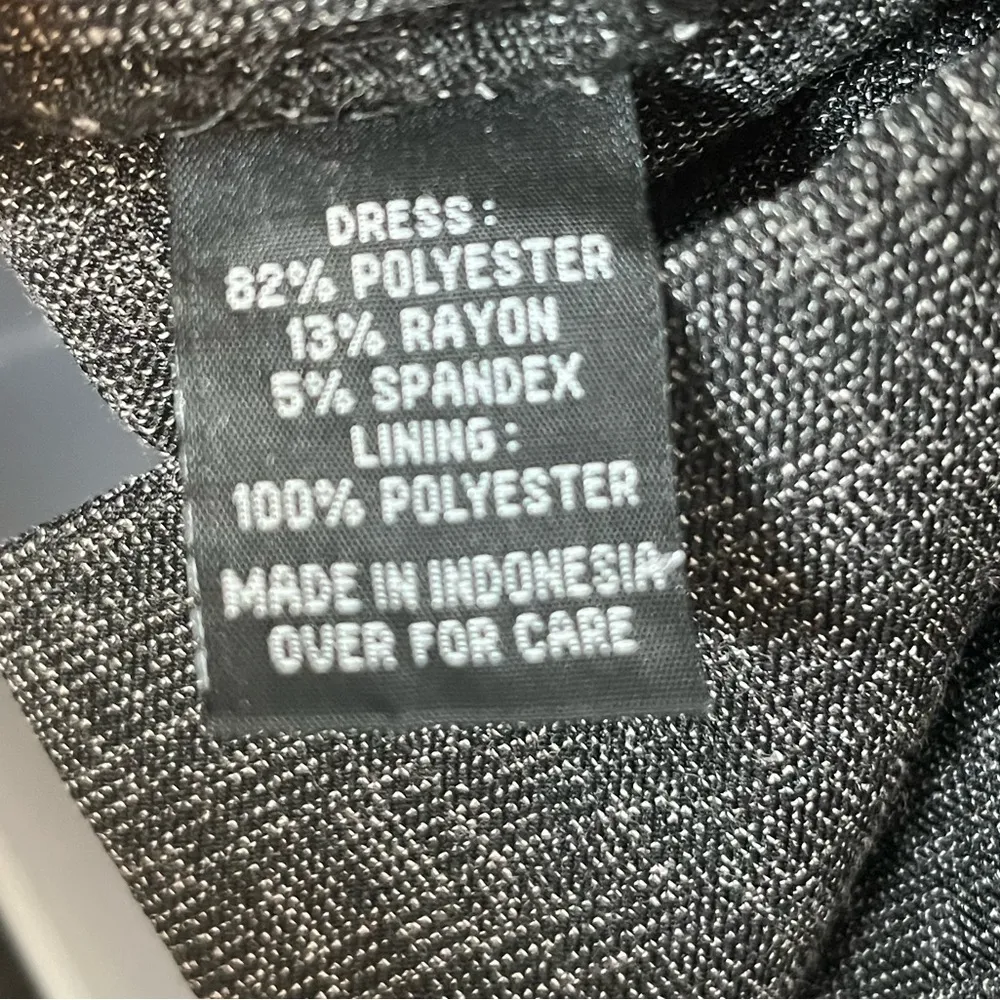 DRESS:
82% POLYESTER
13% RAYON
5% SPANDEX
LINING:
100% POLYESTER
MADE IN INDONESIA
OVER FOR CARE